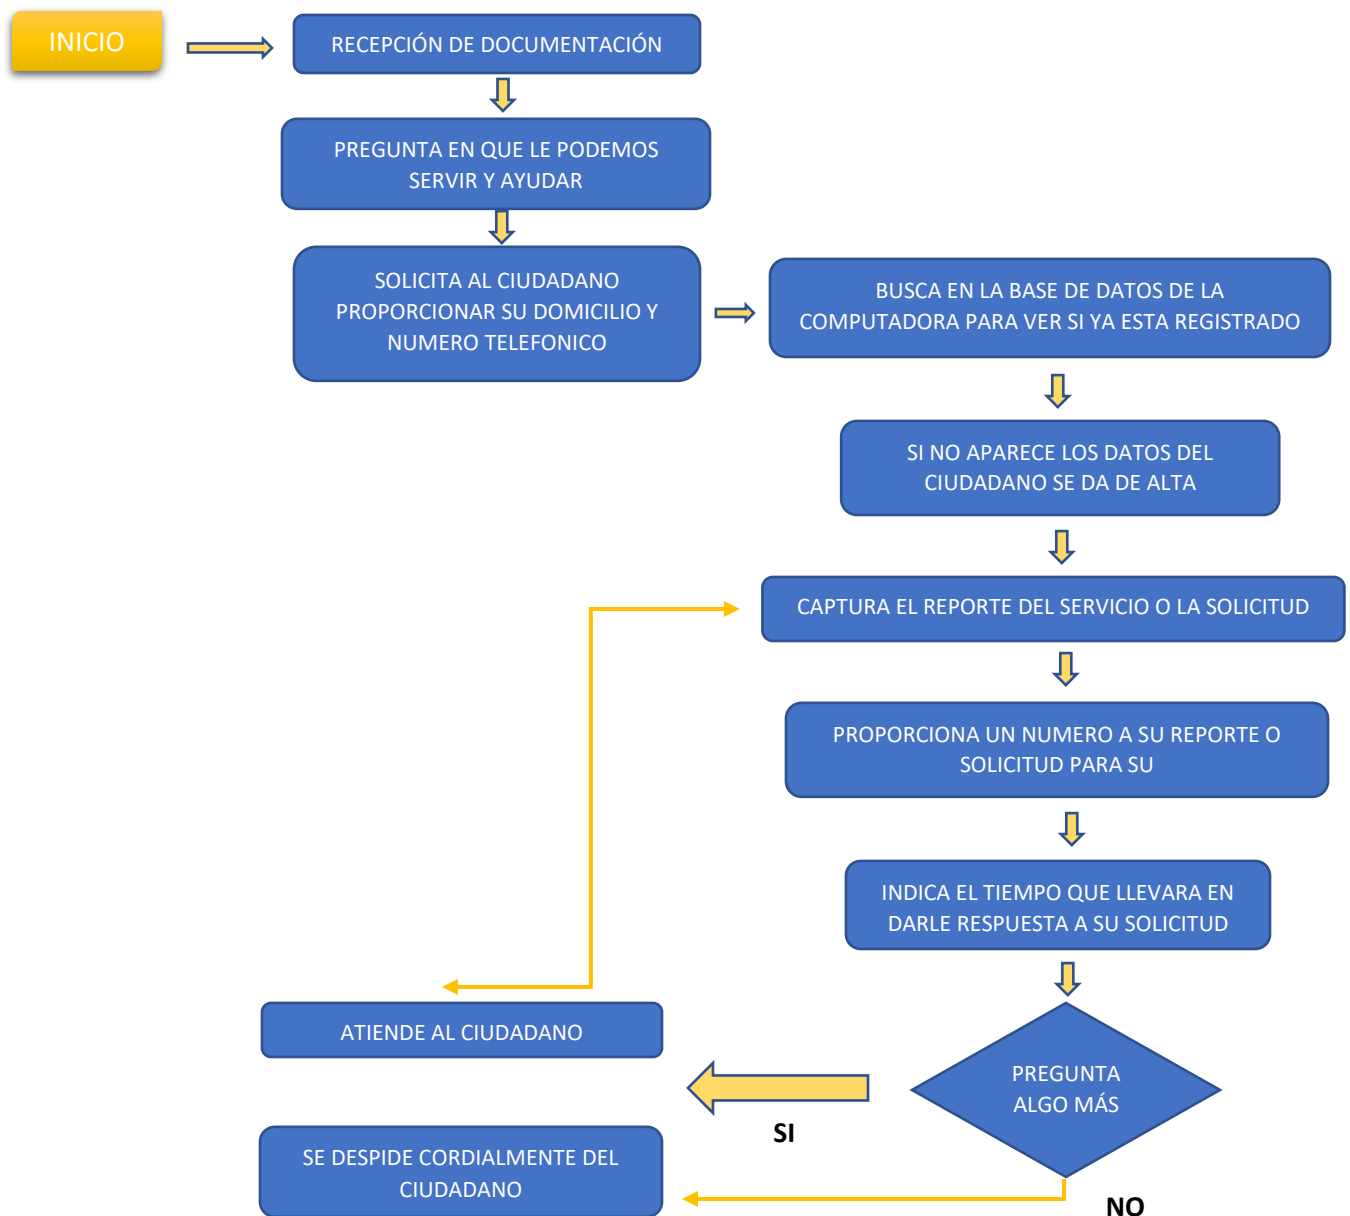 INICIO
RECEPCIÓN DE DOCUMENTACIÓN
PREGUNTA EN QUE LE PODEMOS
SERVIR Y AYUDAR
SOLICITA AL CIUDADANO
PROPORCIONAR SU DOMICILIO Y
NUMERO TELEFONICO
BUSCA EN LA BASE DE DATOS DE LA
COMPUTADORA PARA VER SI YA ESTA REGISTRADO
SI NO APARECE LOS DATOS DEL
CIUDADANO SE DA DE ALTA
CAPTURA EL REPORTE DEL SERVICIO O LA SOLICITUD
PROPORCIONA UN NUMERO A SU REPORTE O
SOLICITUD PARA SU
INDICA EL TIEMPO QUE LLEVARA EN
DARLE RESPUESTA A SU SOLICITUD
PREGUNTA
ALGO MÁS
SI
ATIENDE AL CIUDADANO
NO
SE DESPIDE CORDIALMENTE DEL
CIUDADANO